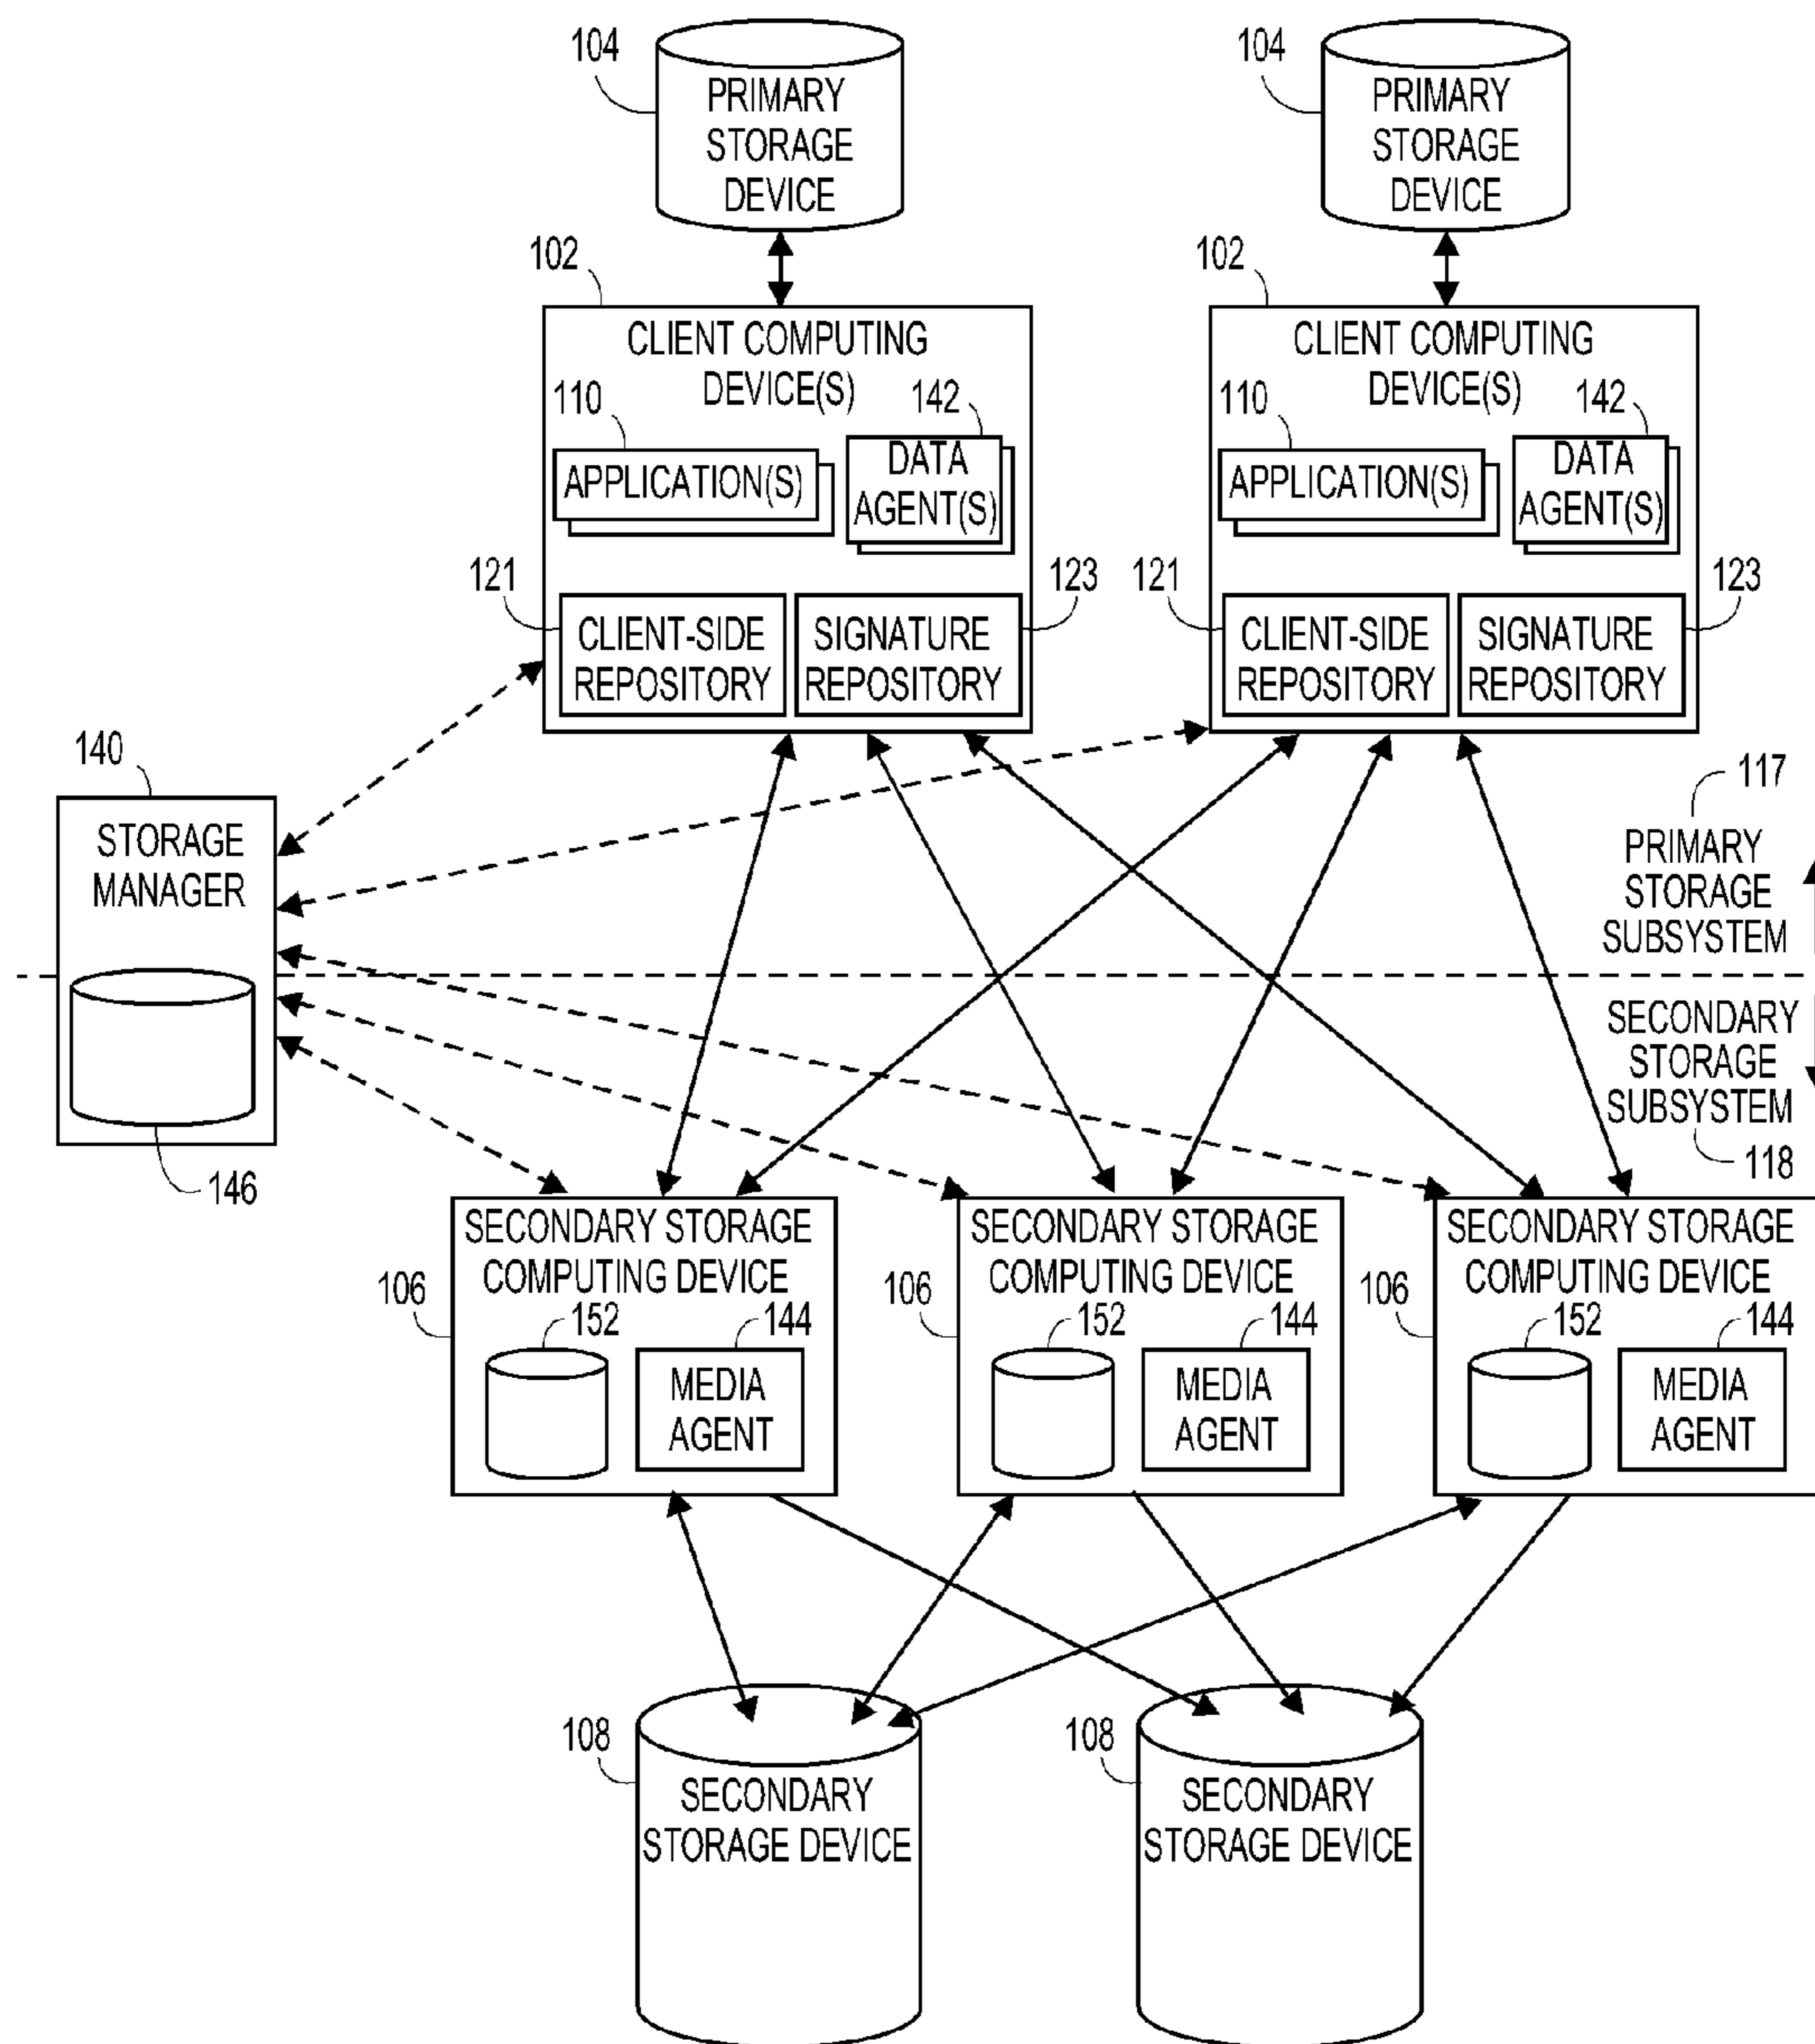 104
PRIMARY
STORAGE
DEVICE
104
PRIMARY
STORAGE
DEVICE
102
CLIENT COMPUTING
DEVICE(S)
110
142
APPLICATION(S)
DATA
AGENT(S)
121
123
CLIENT-SIDE
REPOSITORY
SIGNATURE
REPOSITORY
102
CLIENT COMPUTING
DEVICE(S)
110
142
APPLICATION(S)
DATA
AGENT(S)
121
123
CLIENT-SIDE
REPOSITORY
SIGNATURE
REPOSITORY
140
STORAGE
MANAGER
146
117
PRIMARY
STORAGE
SUBSYSTEM
SECONDARY
STORAGE
SUBSYSTEM
118
SECONDARY STORAGE
COMPUTING DEVICE
106
152
144
MEDIA
AGENT
SECONDARY STORAGE
COMPUTING DEVICE
106
152
144
MEDIA
AGENT
SECONDARY STORAGE
COMPUTING DEVICE
106
152
144
MEDIA
AGENT
108
SECONDARY
STORAGE DEVICE
108
SECONDARY
STORAGE DEVICE